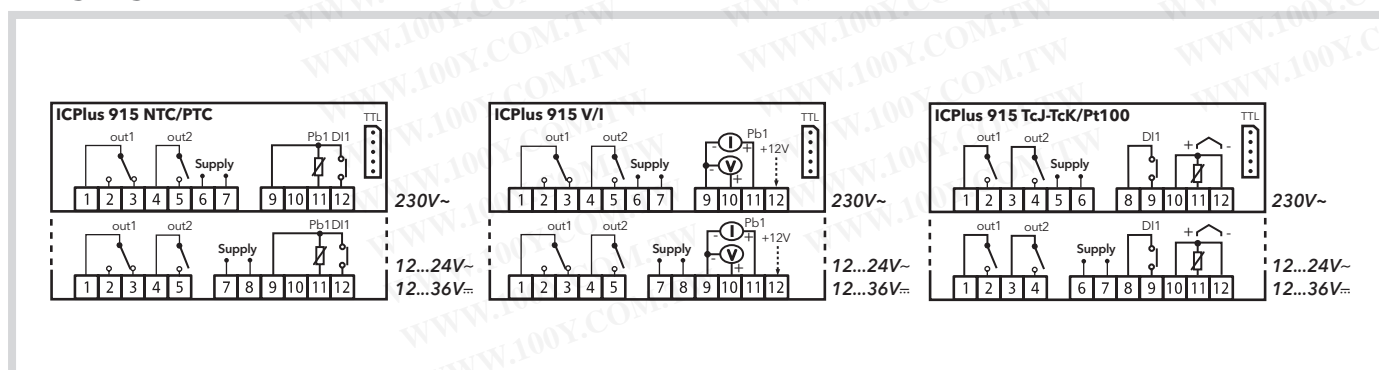 ICPlus 915 NTC/PTC
TTL
out1 out2 Supply Pb1 DI1
1 2 3 4 5 6 7 9 10 11 12
230V~
out1 out2 Supply Pb1 DI1
1 2 3 4 5 7 8 9 10 11 12
12...24V~
12...36V⎓
ICPlus 915 V/I
TTL
out1 out2 Supply Pb1
- I +
V +
+12V
1 2 3 4 5 6 7 9 10 11 12
230V~
out1 out2 Supply Pb1
- I +
- V +
+12V
1 2 3 4 5 7 8 9 10 11 12
12...24V~
12...36V⎓
ICPlus 915 TcJ-TcK/Pt100
TTL
out1 out2 Supply DI1 + -
1 2 3 4 5 6 8 9 10 11 12
230V~
out1 out2 Supply DI1 + -
1 2 3 4 6 7 8 9 10 11 12
12...24V~
12...36V⎓
WWW.100Y.COM.TW